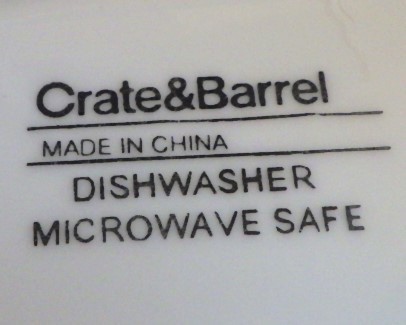 Crate&Barrel
MADE IN CHINA
DISHWASHER
MICROWAVE SAFE